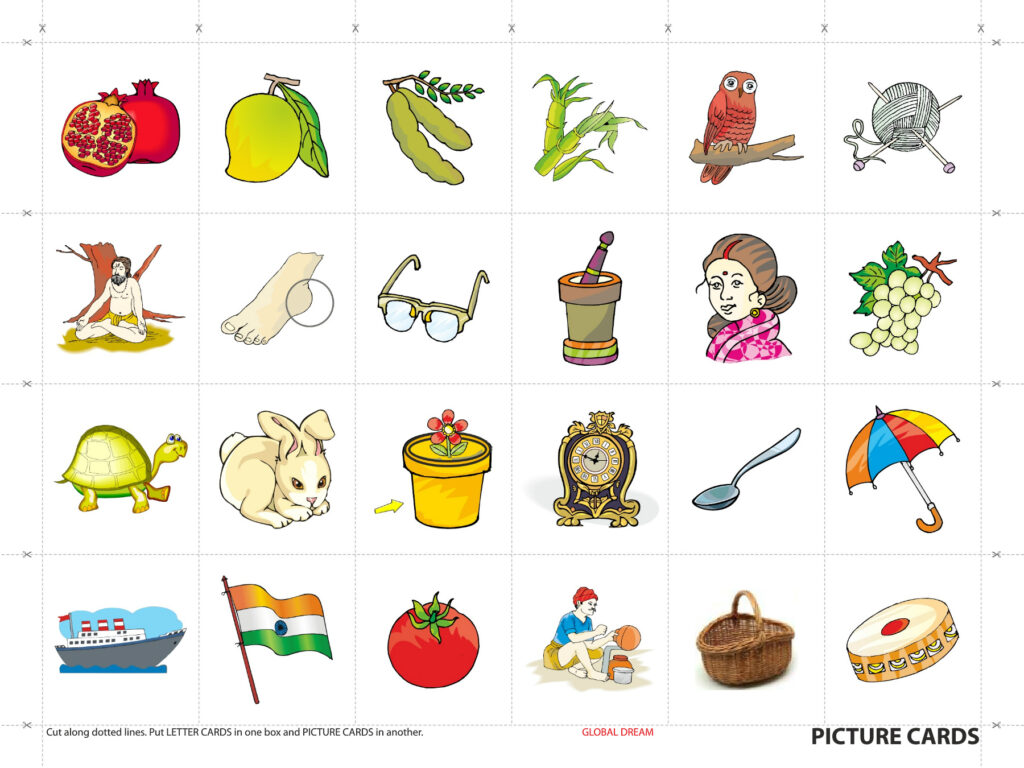 Cut along dotted lines. Put LETTER CARDS in one box and PICTURE CARDS in another.
GLOBAL DREAM
PICTURE CARDS